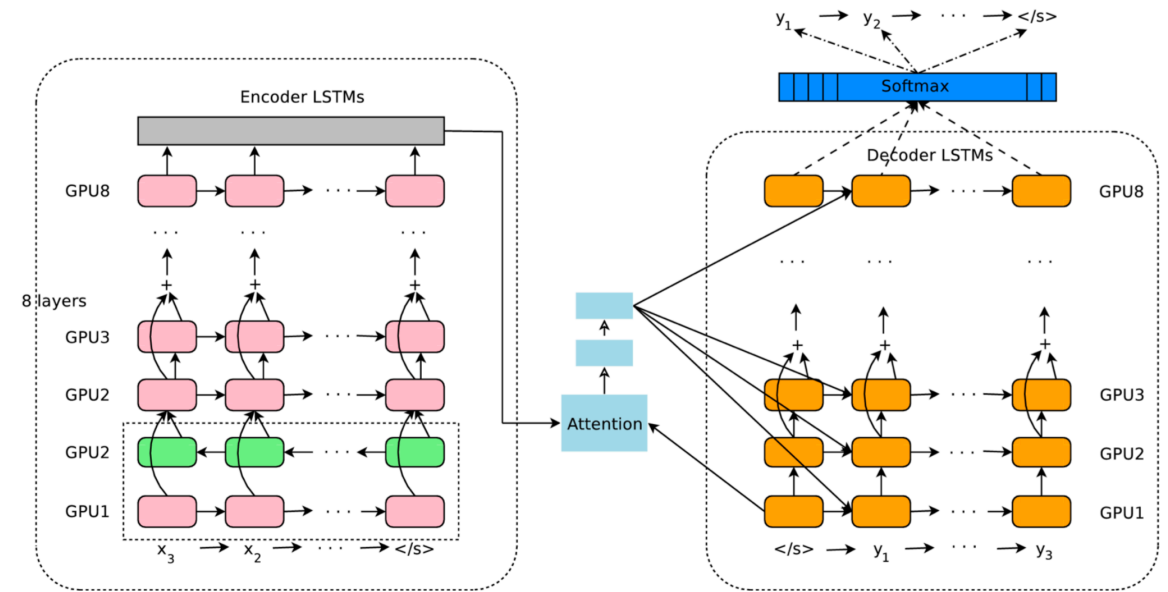 y1 y2 . . . </s>
Softmax
Encoder LSTMs
Decoder LSTMs
GPU8
GPU8
. . . . . .
. . . . . . . . .
. . . . . . . . .
+ + +
8 layers
GPU3
. . .
+ + +
GPU2
. . .
GPU3
. . .
Attention
GPU2
. . .
GPU2
. . .
GPU1
. . .
GPU1
. . .
x3 x2 . . . </s>
</s> y1 . . . y3